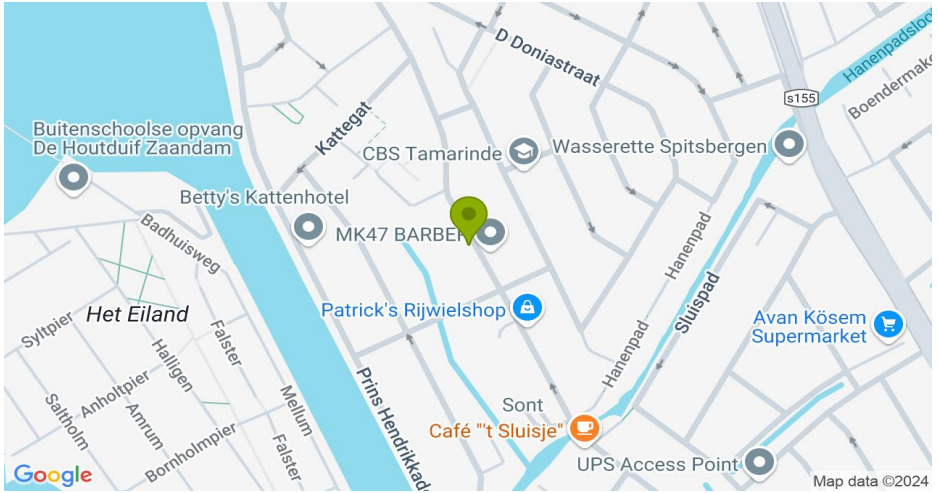 D Doniastraat
Hanenpadsloot
s155
Boendermake
Kattegat
Buitenschoolse opvang
De Houtduif Zaandam
CBS Tamarinde
Wasserette Spitsbergen
Betty's Kattenhotel
MK47 BARBER
Badhuisweg
Hanenpad
Sluispad
Het Eiland
Syltpier
Falster
Halligen
Patrick's Rijwielshop
Avan Kösem
Supermarket
Hanenpad
Anholtpier
Mellum
Prins Hendrikkad
Saltholm
Amrum
Bornholmpier
Falster
Sont
Café "'t Sluisje"
UPS Access Point
Google
Map data ©2024